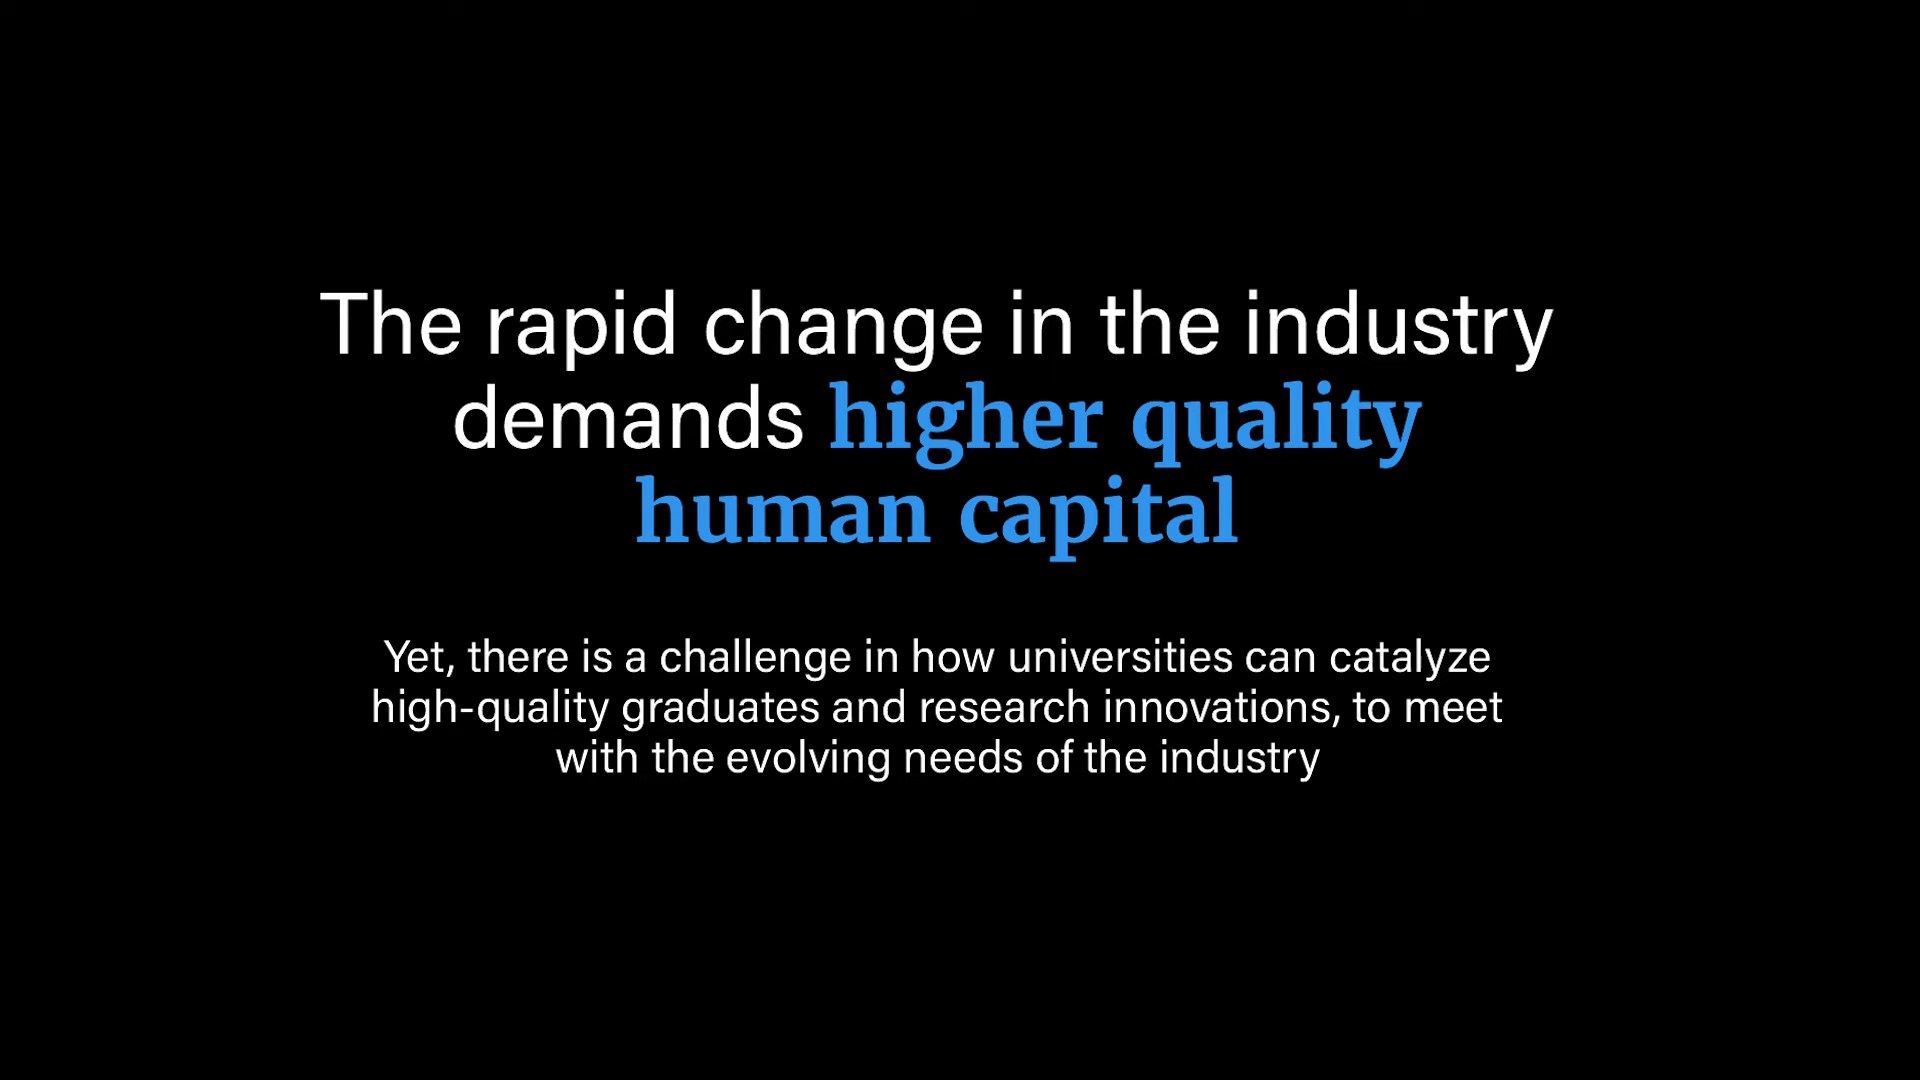 The rapid change in the industry
demands higher quality
human capital
Yet, there is a challenge in how universities can catalyze
high-quality graduates and research innovations, to meet
with the evolving needs of the industry